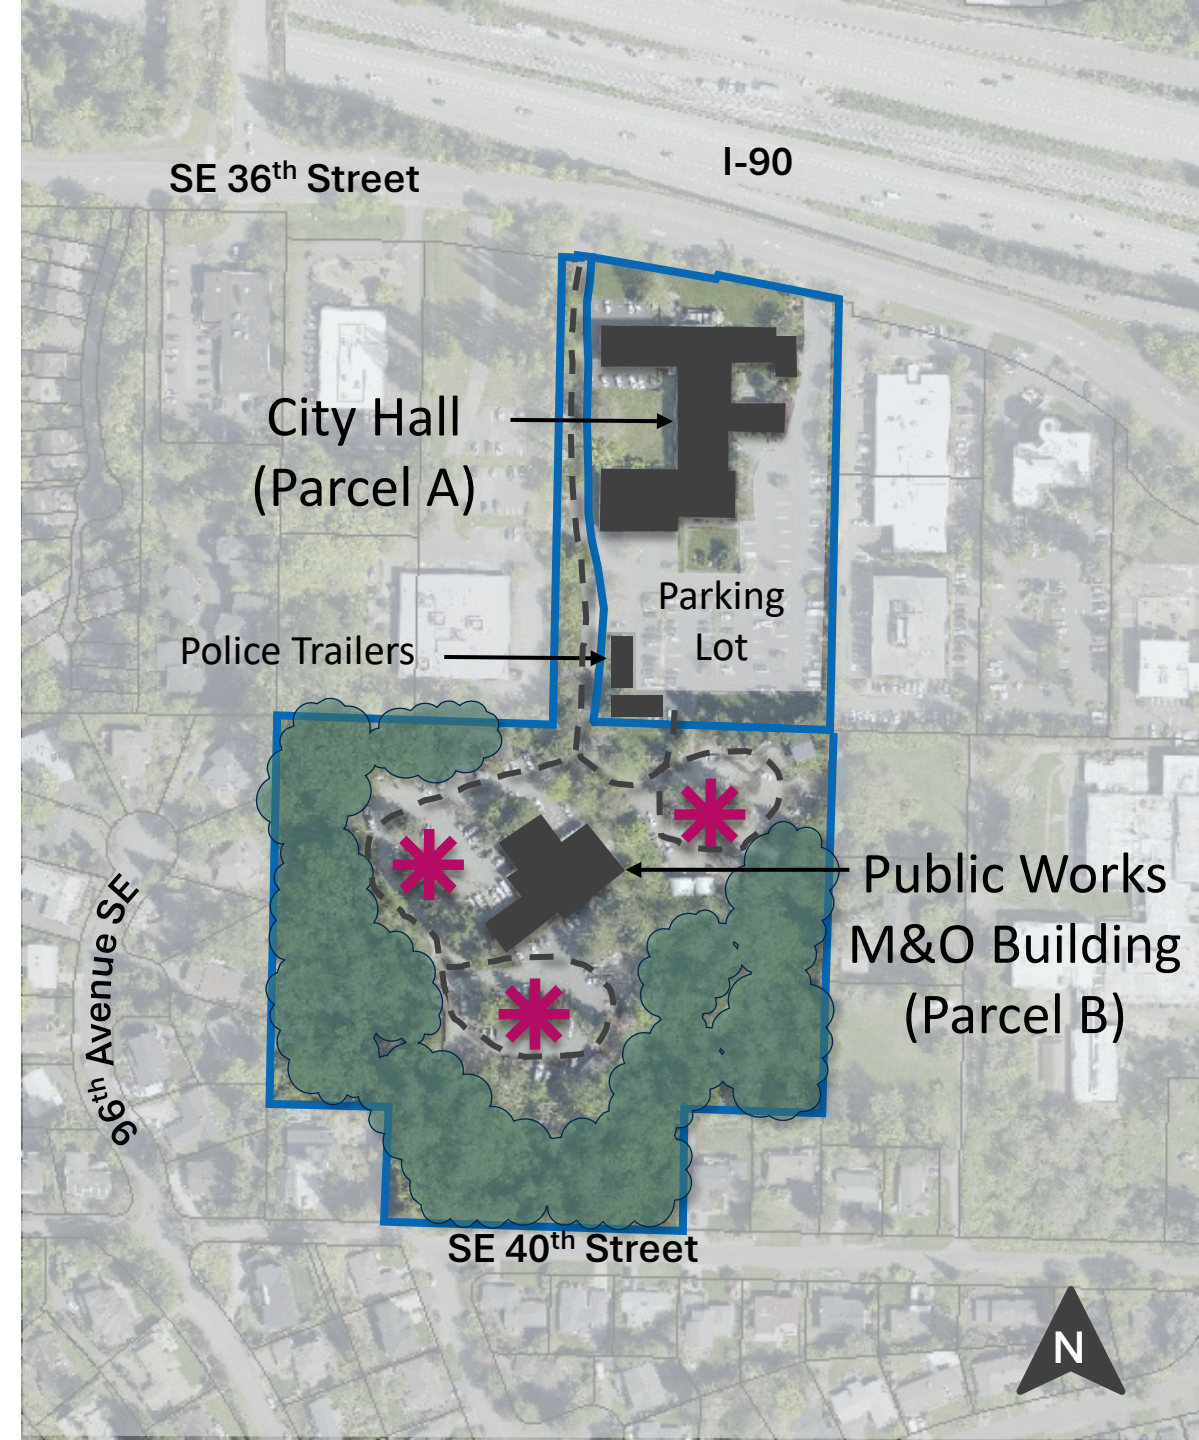 SE 36th Street
I-90
City Hall
(Parcel A)
Parking
Lot
Police Trailers
Public Works
M&O Building
(Parcel B)
96th Avenue SE
SE 40th Street
N